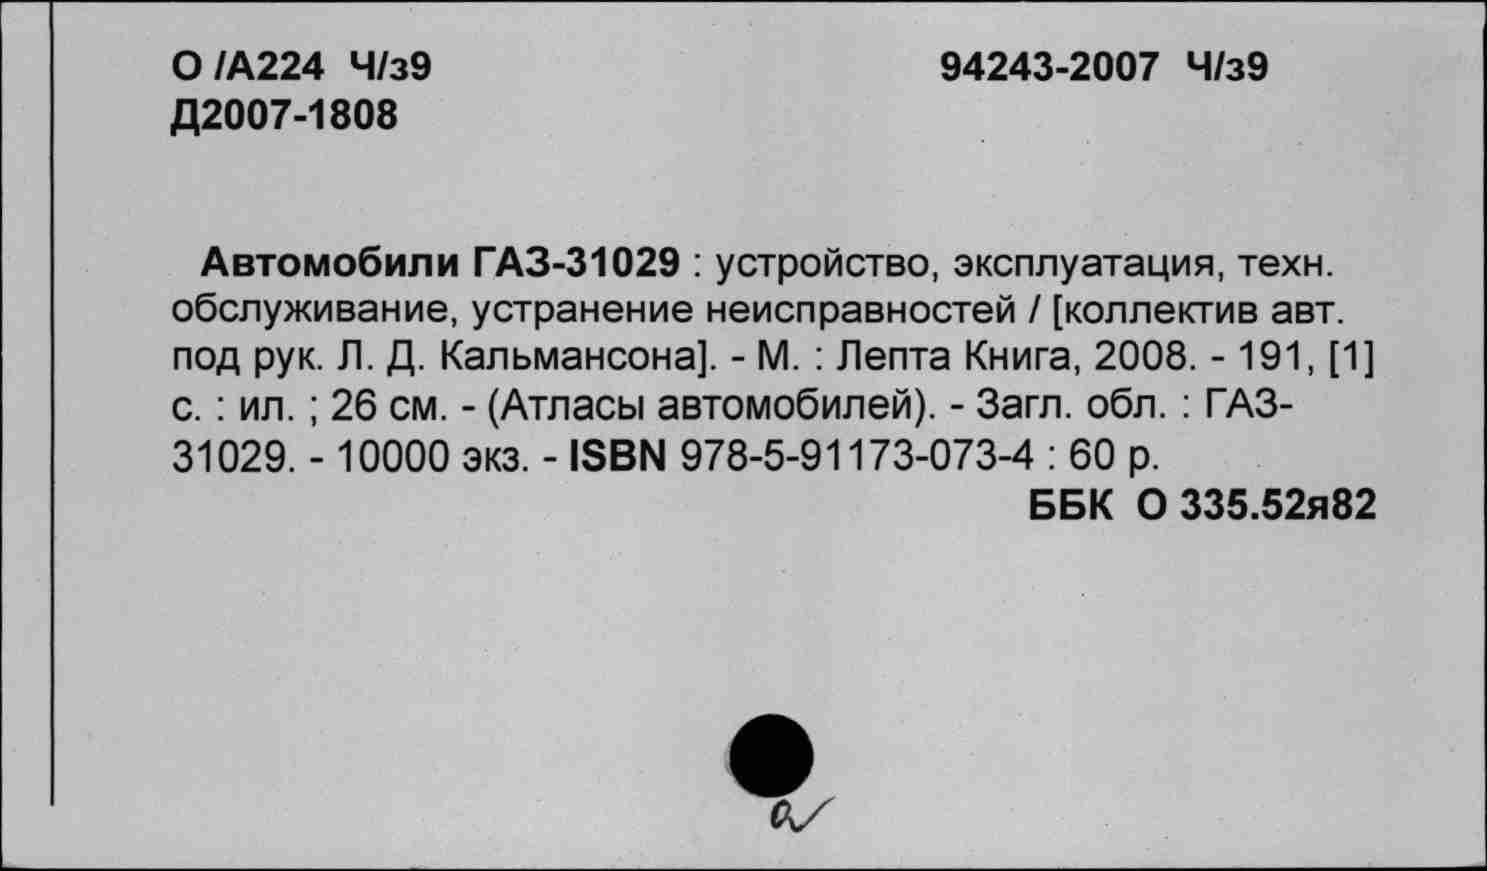 О /А224 Ч/з9 94243-2007 Ч/з9
Д2007-1808
Автомобили ГАЗ-31029 : устройство, эксплуатация, техн.
обслуживание, устранение неисправностей / [коллектив авт.
под рук. Л. Д. Кальмансона]. - М. : Лепта Книга, 2008. - 191, [1]
с. : ил. ; 26 см. - (Атласы автомобилей). - Загл. обл. : ГАЗ-
31029. - 10000 экз. - ISBN 978-5-91173-073-4 : 60 р.
ББК О 335.52я82